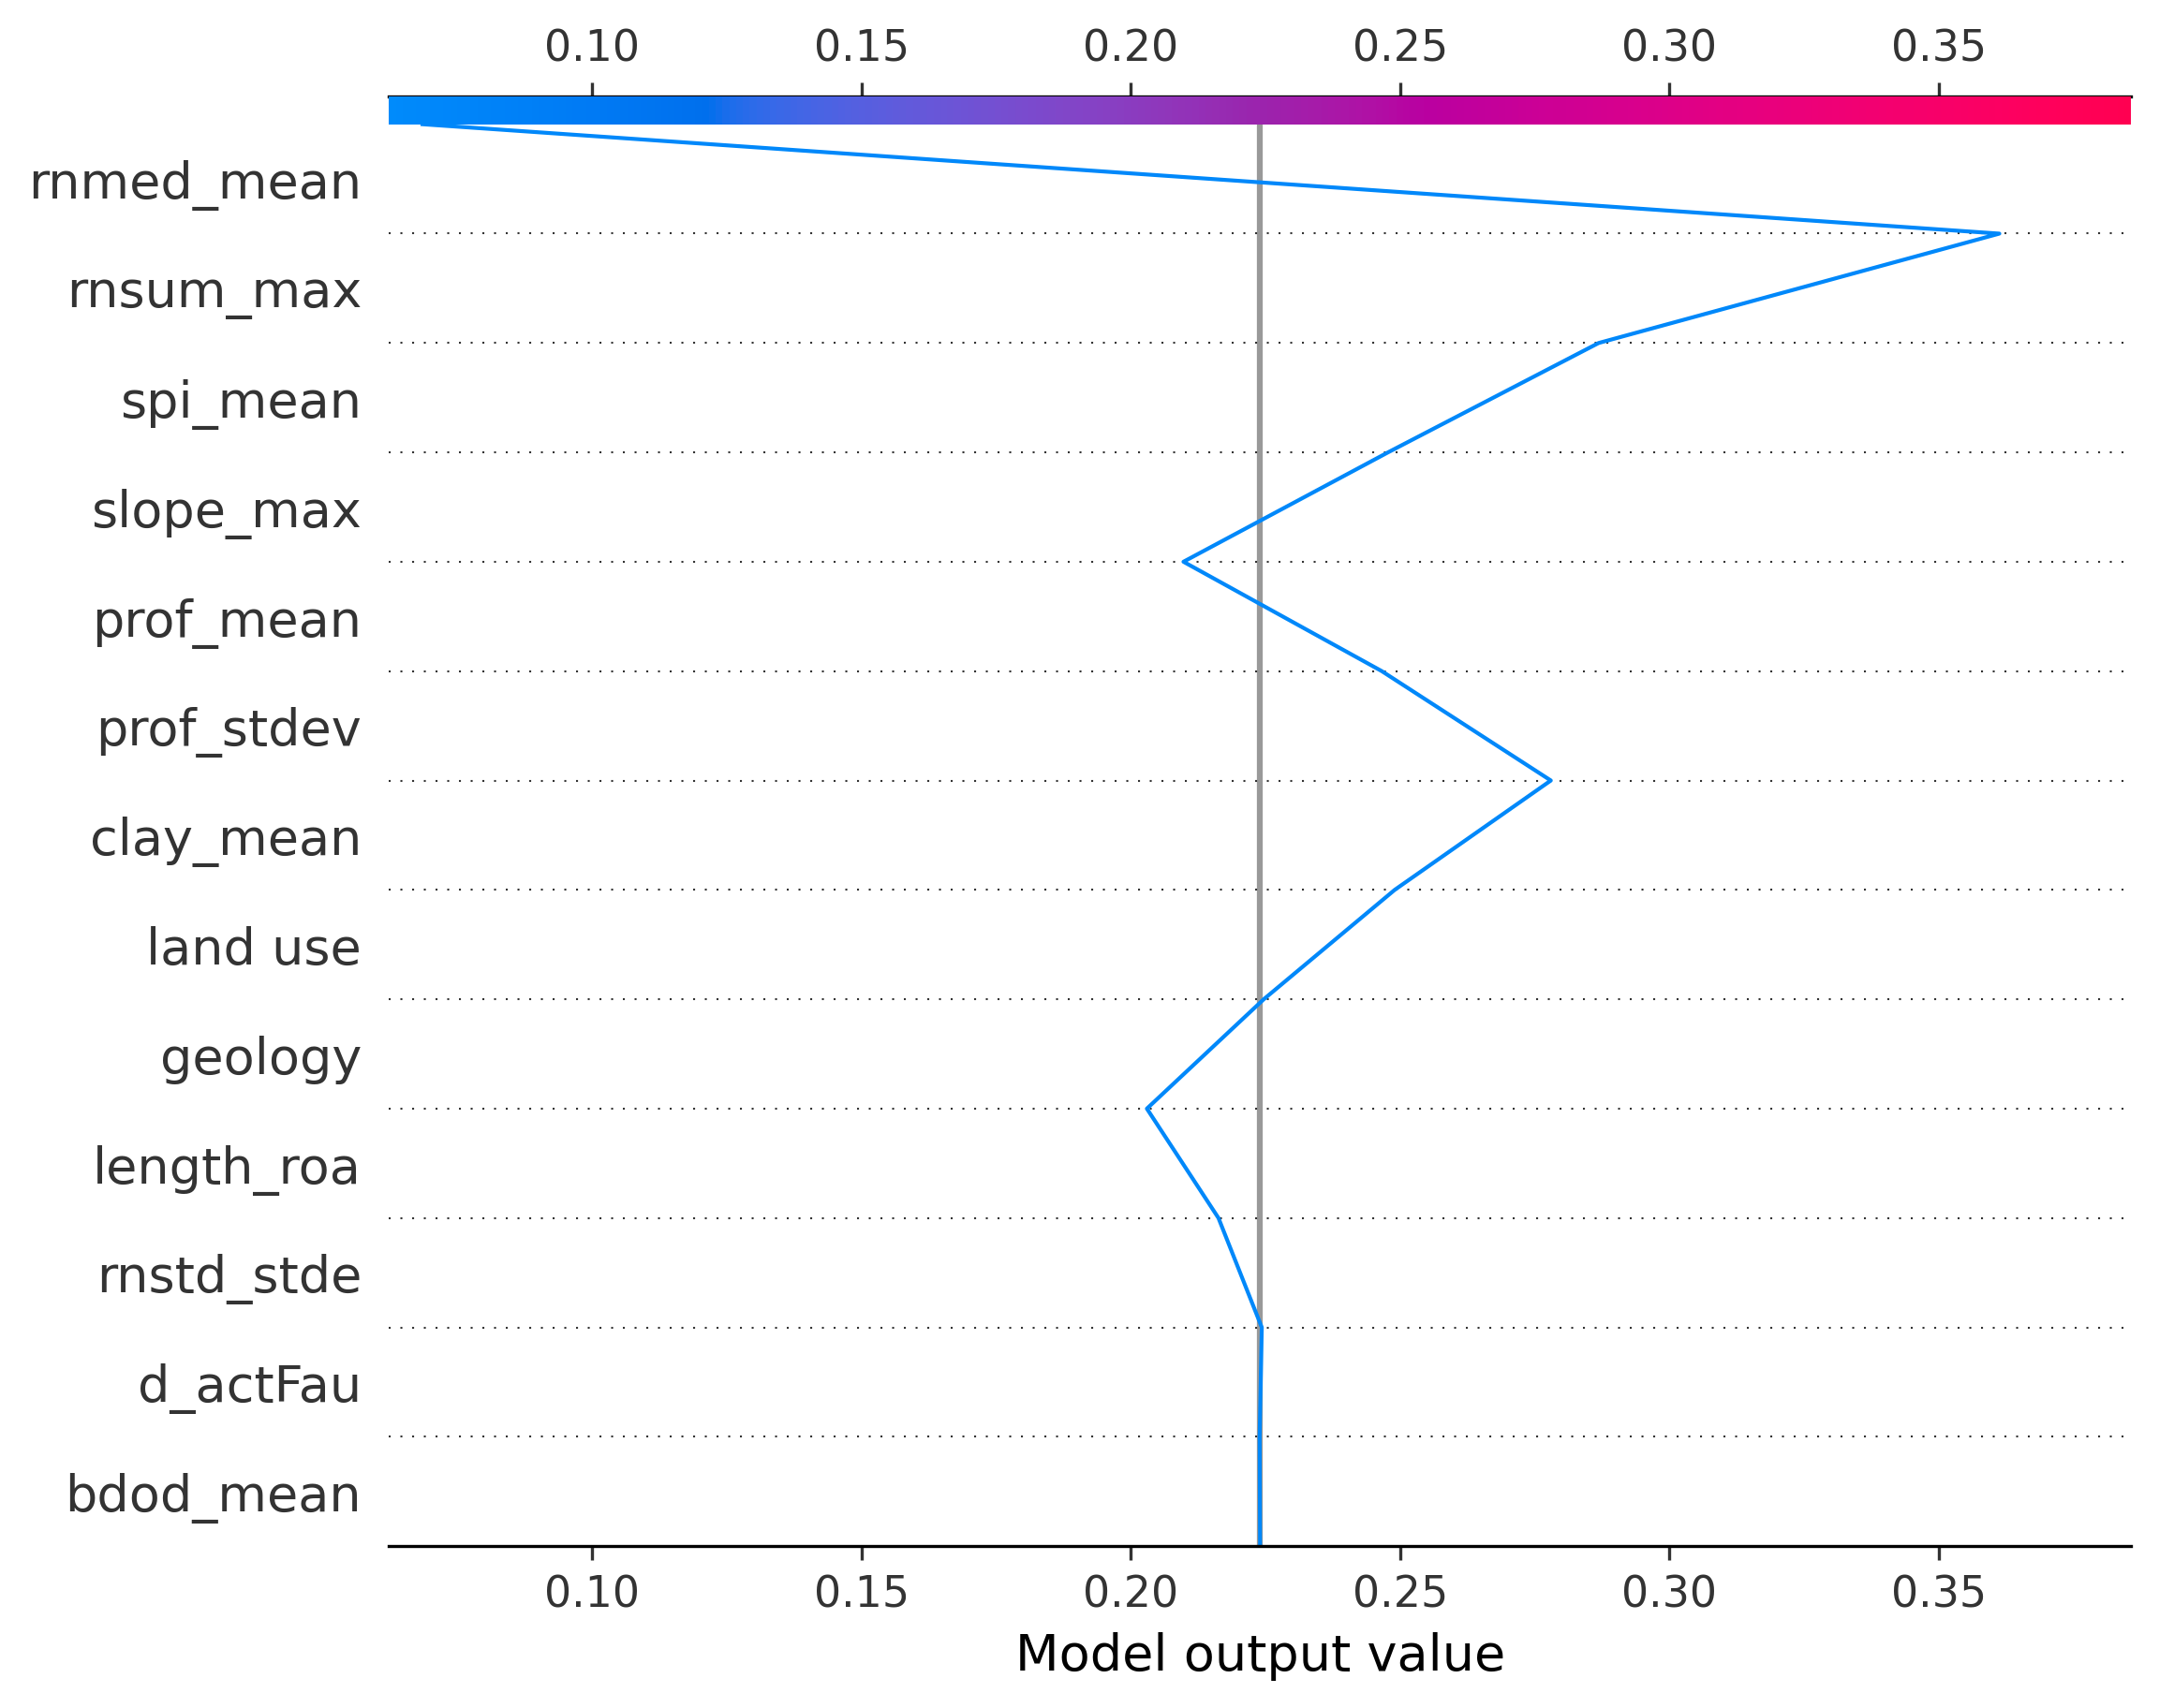 0.10 0.15 0.20 0.25 0.30 0.35
rnmed_mean
rnsum_max
spi_mean
slope_max
prof_mean
prof_stdev
clay_mean
land use
geology
length_roa
rnstd_stde
d_actFau
bdod_mean
0.10 0.15 0.20 0.25 0.30 0.35
Model output value